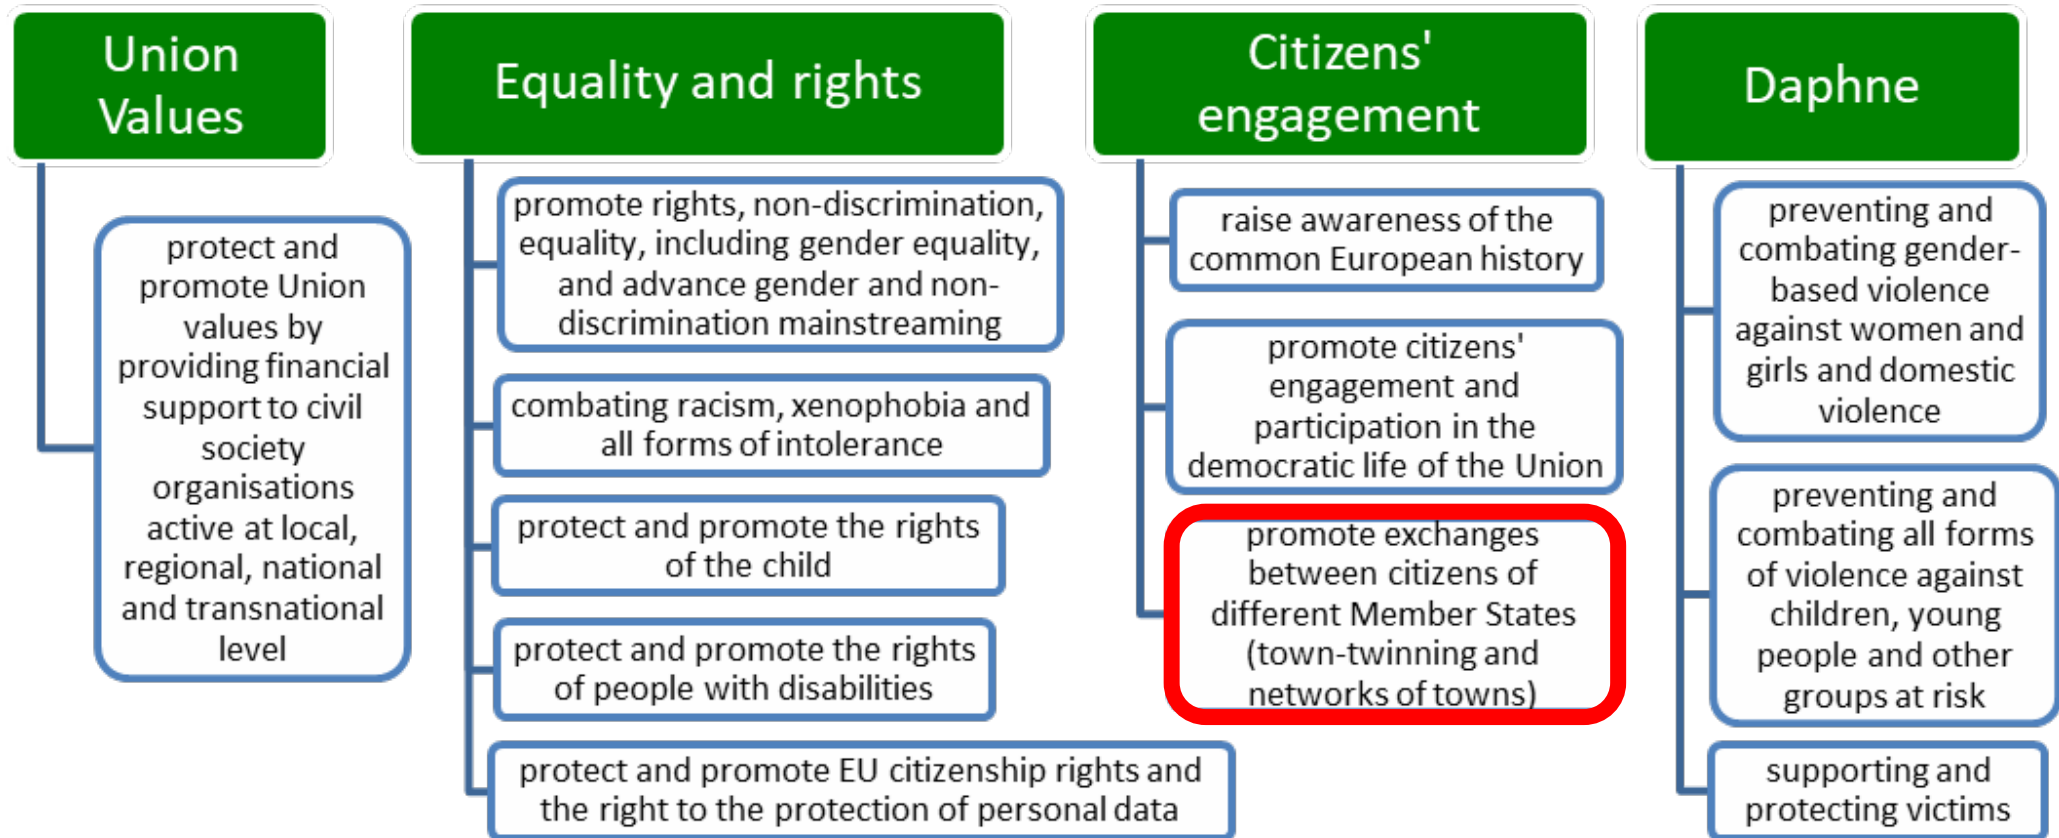 Union
Values
protect and
promote Union
values by
providing financial
support to civil
society
organisations
active at local,
regional, national
and transnational
level
Equality and rights
promote rights, non-discrimination,
equality, including gender equality,
and advance gender and non-
discrimination mainstreaming
combating racism, xenophobia and
all forms of intolerance
protect and promote the rights
of the child
protect and promote the rights
of people with disabilities
protect and promote EU citizenship rights and
the right to the protection of personal data
Citizens'
engagement
raise awareness of the
common European history
promote citizens'
engagement and
participation in the
democratic life of the Union
promote exchanges
between citizens of
different Member States
(town-twinning and
networks of towns)
Daphne
preventing and
combating gender-
based violence
against women and
girls and domestic
violence
preventing and
combating all forms
of violence against
children, young
people and other
groups at risk
supporting and
protecting victims